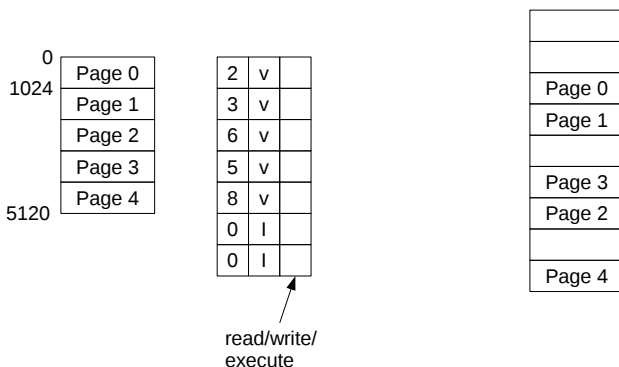 0
1024
5120
Page 0
Page 1
Page 2
Page 3
Page 4
2 v
3 v
6 v
5 v
8 v
0 I
0 I
read/write/
execute
Page 0
Page 1
Page 3
Page 2
Page 4